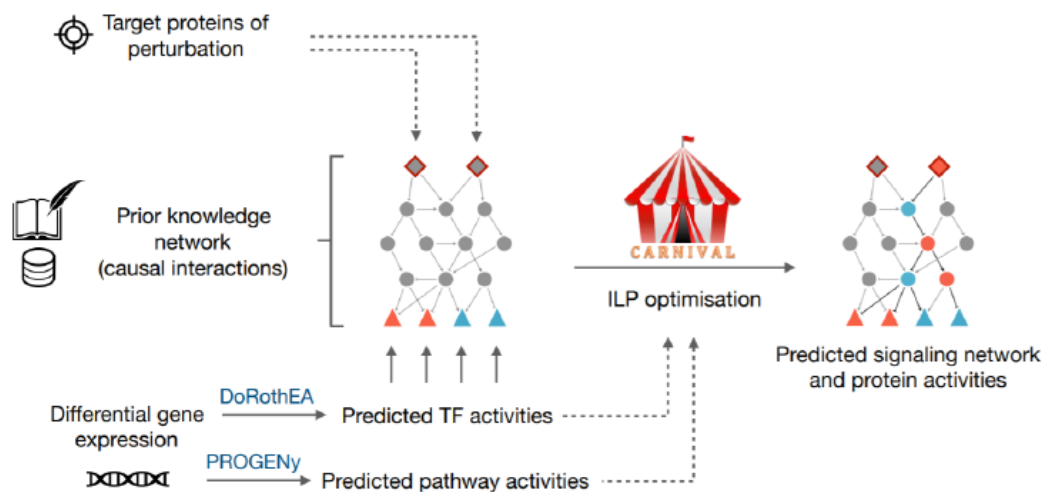 Target proteins of
perturbation
Prior knowledge
network
(causal interactions)
CARNIVAL
ILP optimisation
Predicted signaling network
and protein activities
Differential gene
expression
DoRothEA
Predicted TF activities
PROGENy
Predicted pathway activities